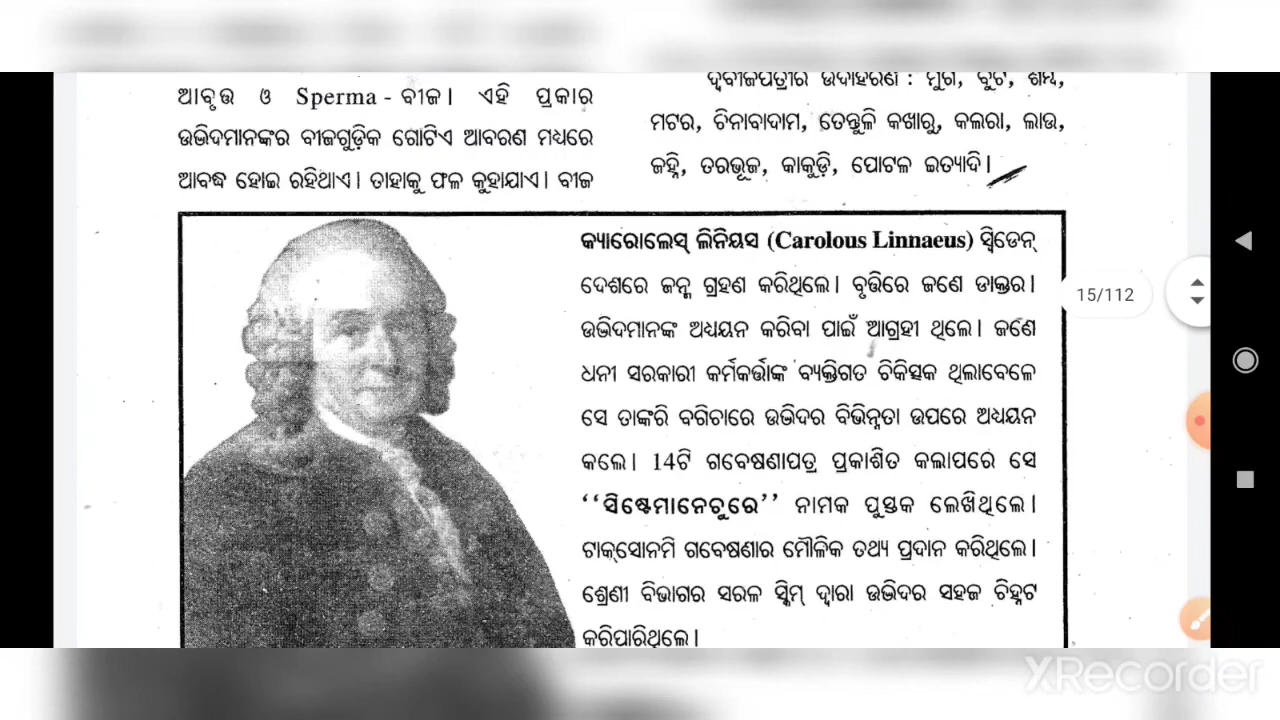 ଆବୃତ୍ତ ଓ Sperma - ବୀଜ। ଏହି ପ୍ରକାର
ଉଦ୍ଭିଦମାନଙ୍କର ବୀଜଗୁଡ଼ିକ ଗୋଟିଏ ଆବରଣ ମଧ୍ୟରେ
ଆବଦ୍ଧ ହୋଇ ରହିଥାଏ। ତାହାକୁ ଫଳ କୁହାଯାଏ। ବୀଜ
ଦ୍ୱିବୀଜପତ୍ରୀର ଉଦାହରଣ : ମୁଗ, ବୁଟ,
ମଟର, ଚିନାବାଦାମ, ତେନ୍ତୁଳି କଖାରୁ, କଲରା, ଲାଉ,
ଜହ୍ନି, ତରଭୂଜ, କାକୁଡ଼ି, ପୋଟଳ ଇତ୍ୟାଦି।
କ୍ୟାରୋଲେସ୍ ଲିନିୟସ (Carolous Linnaeus) ସ୍ୱିଡେନ୍
ଦେଶରେ ଜନ୍ମ ଗ୍ରହଣ କରିଥିଲେ। ବୃତ୍ତିରେ ଜଣେ ଡାକ୍ତର।
ଉଦ୍ଭିଦମାନଙ୍କ ଅଧ୍ୟୟନ କରିବା ପାଇଁ ଆଗ୍ରହୀ ଥିଲେ। ଜଣେ
ଧନୀ ସରକାରୀ କର୍ମକର୍ତ୍ତାଙ୍କ ବ୍ୟକ୍ତିଗତ ଚିକିତ୍ସକ ଥିଲାବେଳେ
ସେ ତାଙ୍କରି ବଗିଚାରେ ଉଦ୍ଭିଦର ବିଭିନ୍ନତା ଉପରେ ଅଧ୍ୟୟନ
କଲେ। 14ଟି ଗବେଷଣାପତ୍ର ପ୍ରକାଶିତ କଲାପରେ ସେ
‘‘ସିଷ୍ଟେମାନେଚୁରେ’’ ନାମକ ପୁସ୍ତକ ଲେଖିଥିଲେ।
ଟାକ୍‌ସୋନମି ଗବେଷଣାର ମୌଳିକ ତଥ୍ୟ ପ୍ରଦାନ କରିଥିଲେ।
ଶ୍ରେଣୀ ବିଭାଗର ସରଳ ସ୍କିମ୍ ଦ୍ୱାରା ଉଦ୍ଭିଦର ସହଜ ଚିହ୍ନଟ
କରିପାରିଥିଲେ।
15/112
XRecorder